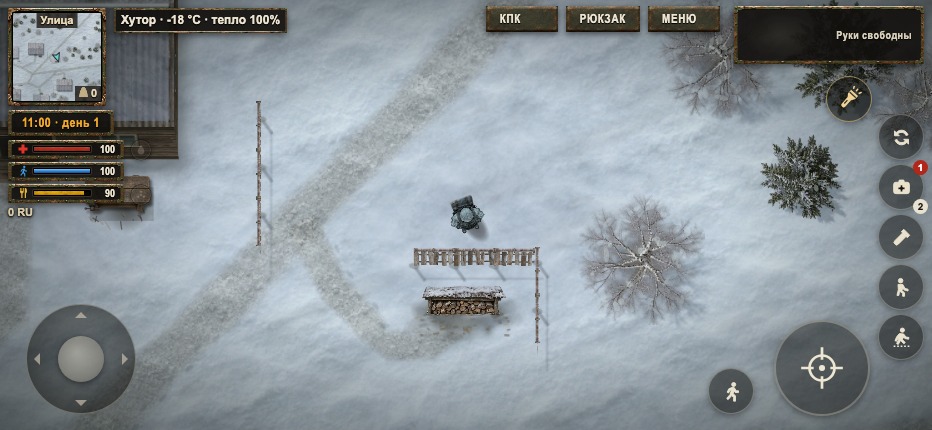 Улица
Хутор · -18 °C · тепло 100%
КПК
РЮКЗАК
МЕНЮ
Руки свободны
0
11:00 · день 1
100
100
90
0 RU
1
2